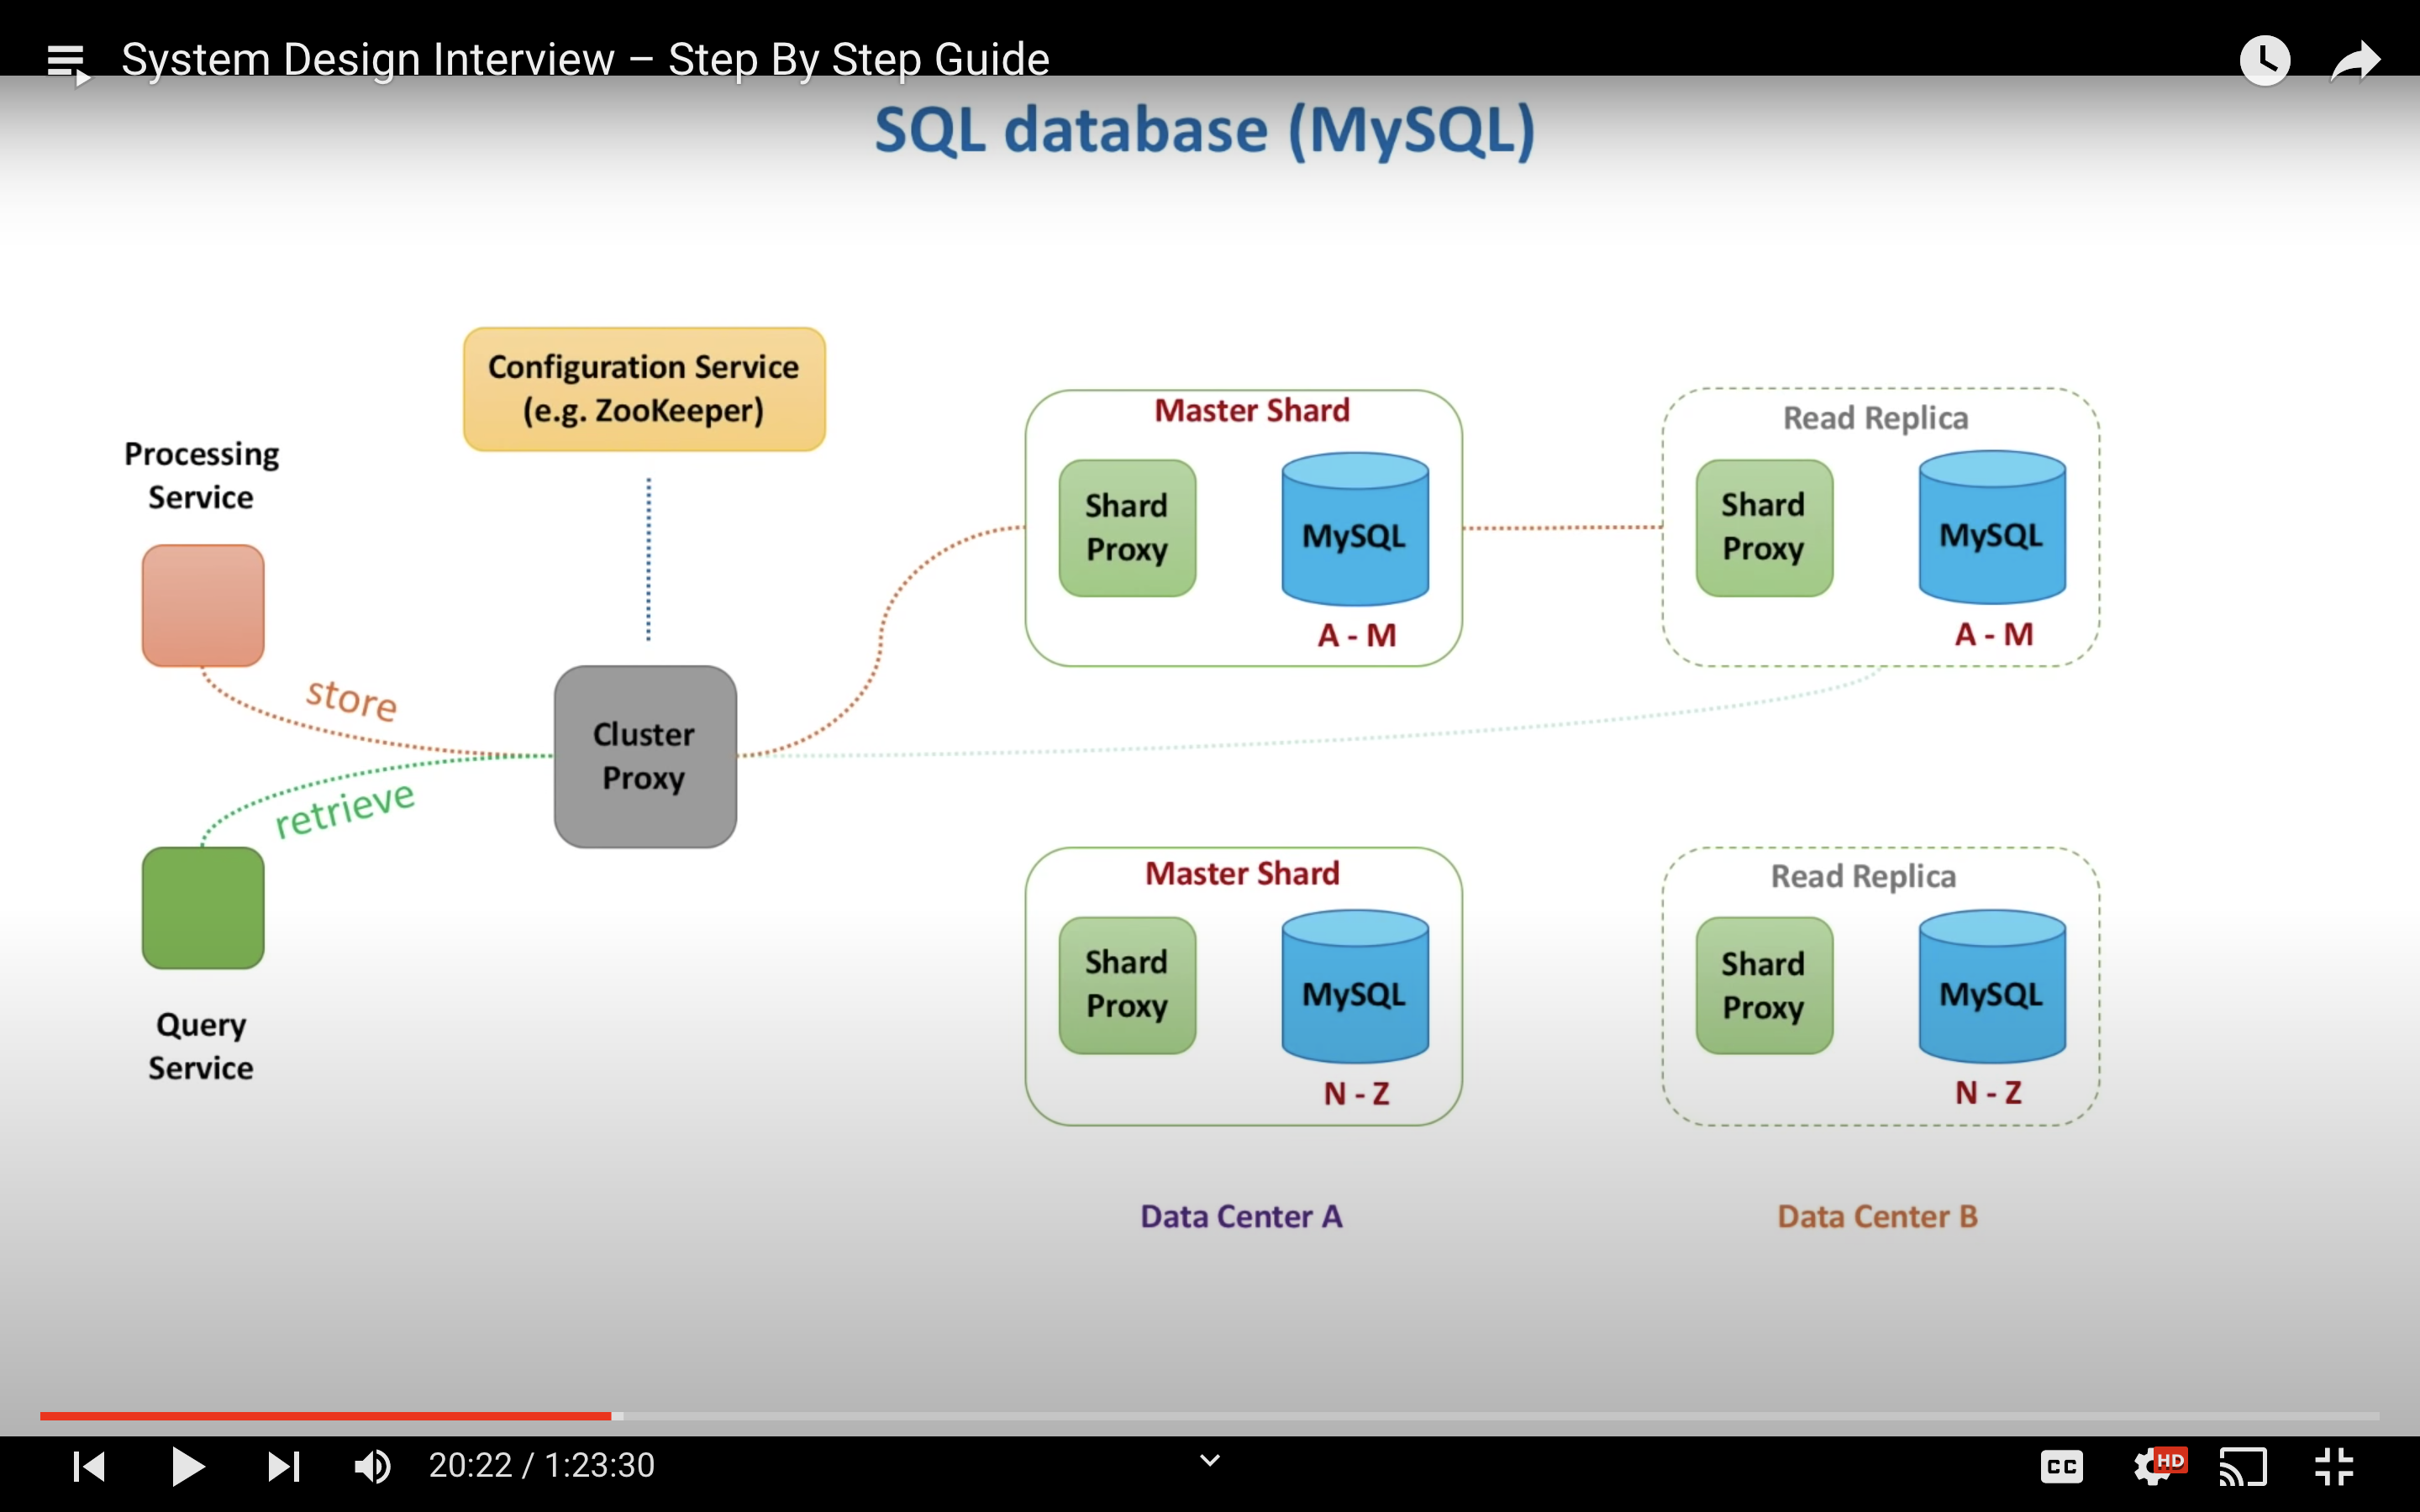 System Design Interview – Step By Step Guide
SQL database (MySQL)
Configuration Service
(e.g. ZooKeeper)
Processing
Service
store
retrieve
Query
Service
Cluster
Proxy
Master Shard
Shard
Proxy
MySQL
A - M
Read Replica
Shard
Proxy
MySQL
A - M
Master Shard
Shard
Proxy
MySQL
N - Z
Read Replica
Shard
Proxy
MySQL
N - Z
Data Center A
Data Center B
20:22 / 1:23:30
CC
HD